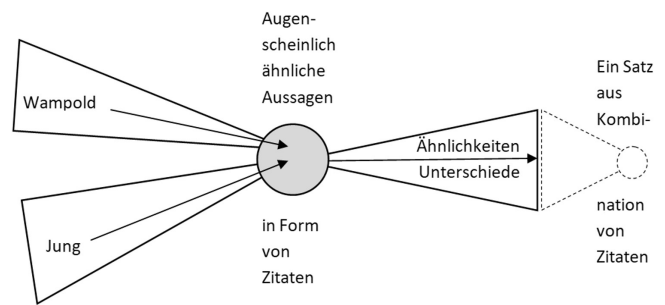 Augen-
scheinlich
ähnliche
Aussagen
Wampold
Jung
in Form
von
Zitaten
Ähnlichkeiten
Unterschiede
Ein Satz
aus
Kombi-
nation
von
Zitaten